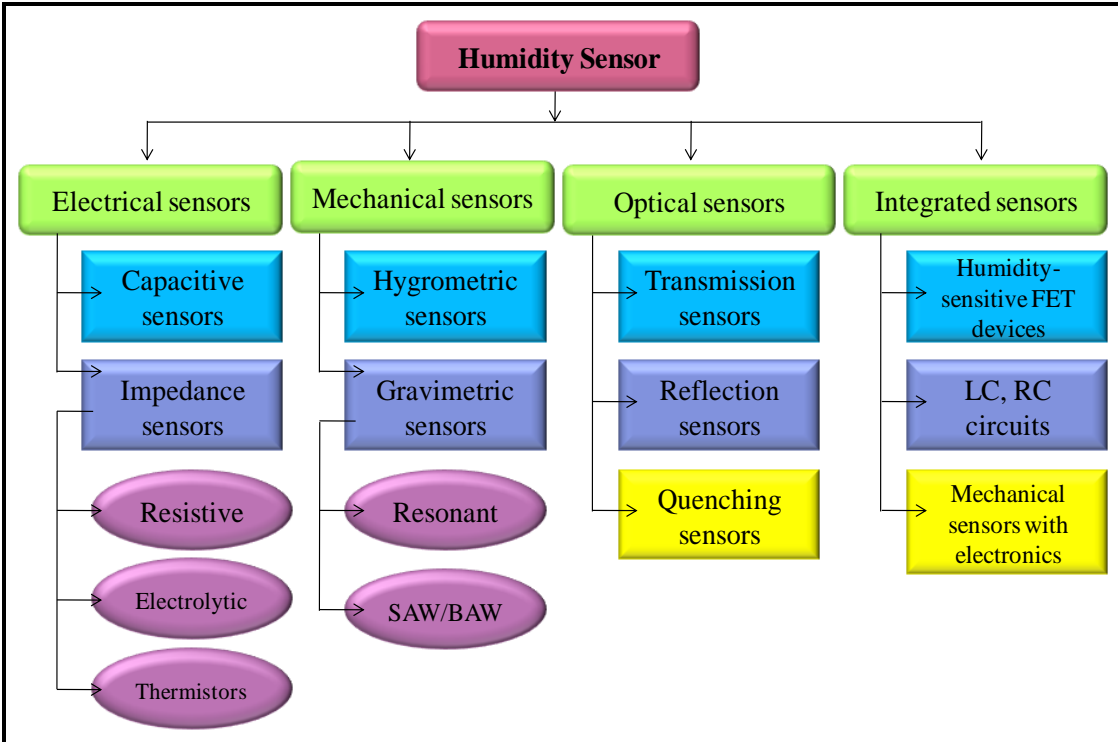 Humidity Sensor
Electrical sensors
Mechanical sensors
Optical sensors
Integrated sensors
Capacitive
sensors
Impedance
sensors
Resistive
Electrolytic
Thermistors
Hygrometric
sensors
Gravimetric
sensors
Resonant
SAW/BAW
Transmission
sensors
Reflection
sensors
Quenching
sensors
Humidity-
sensitive FET
devices
LC, RC
circuits
Mechanical
sensors with
electronics